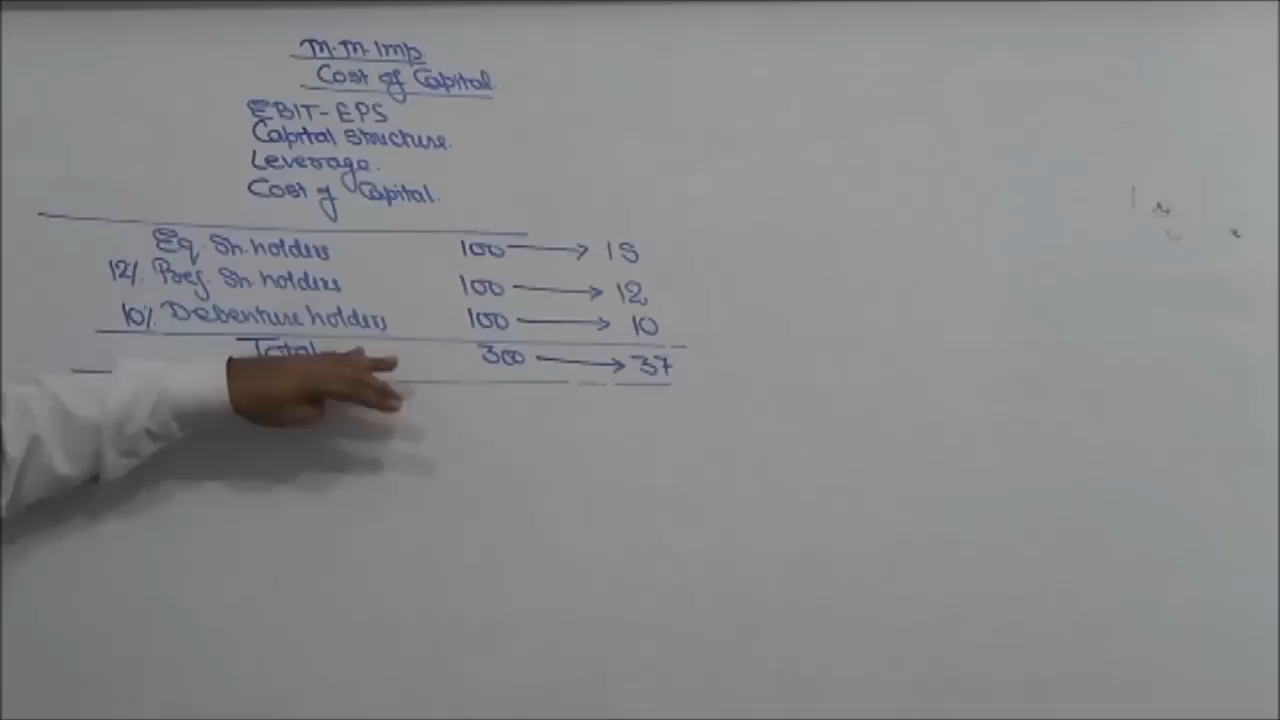 M.M.Imp
Cost of Capital
EBIT-EPS
Capital structure.
Leverage.
Cost of Capital.
Eq. Sh. holders 100 → 15
12% Pref. Sh holders 100 → 12
10% Debenture holders 100 → 10
Total 300 → 37